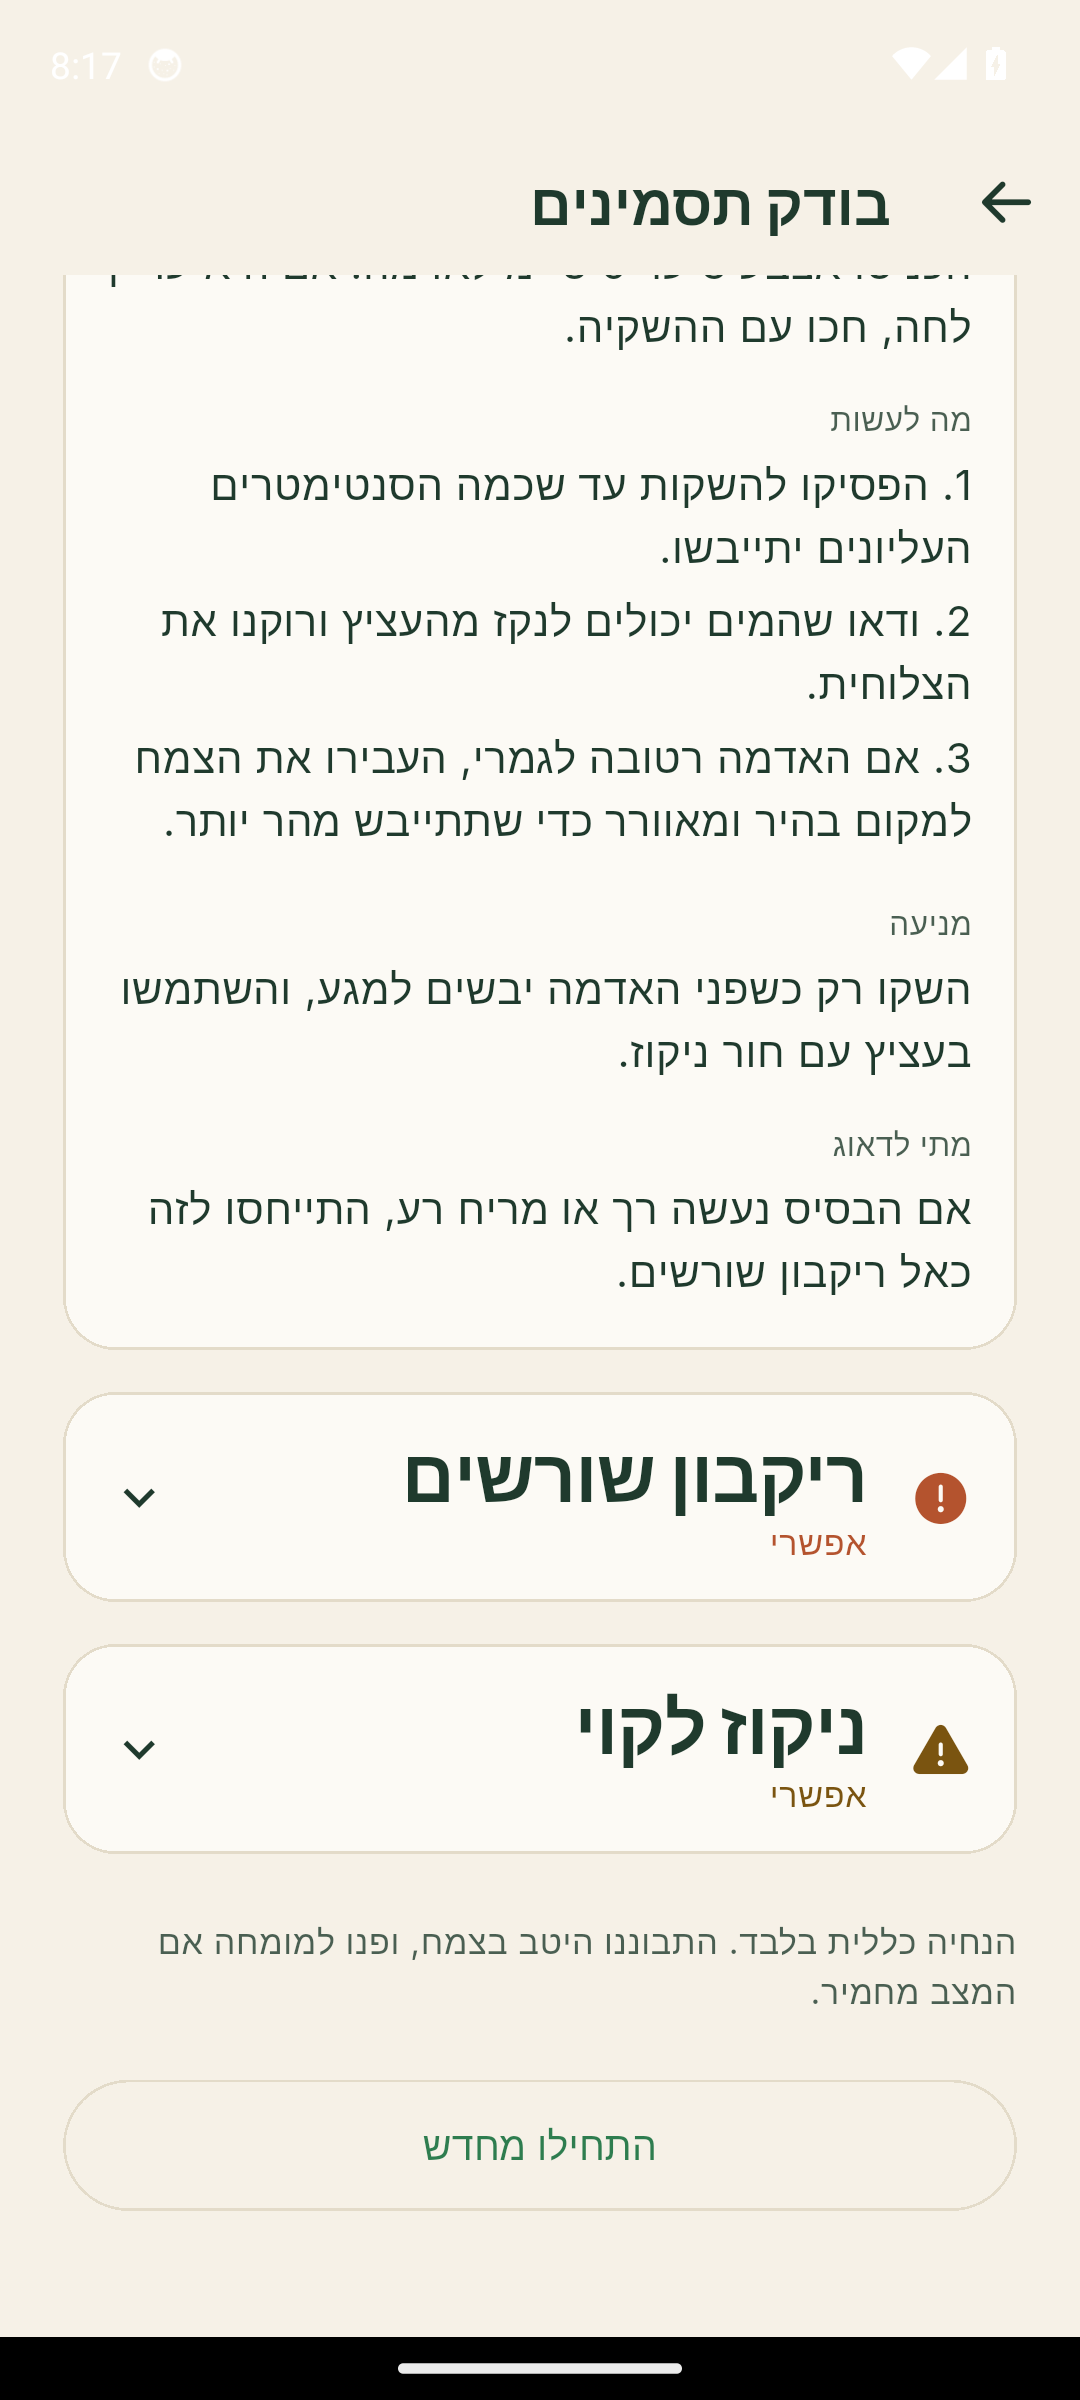 8:17
בודק תסמינים
לחה, חכו עם ההשקיה.
מה לעשות
1. הפסיקו להשקות עד שכמה הסנטימטרים
העליונים יתייבשו.
2. ודאו שהמים יכולים לנקז מהעציץ ורוקנו את
הצלוחית.
3. אם האדמה רטובה לגמרי, העבירו את הצמח
למקום בהיר ומאוורר כדי שתתייבש מהר יותר.
מניעה
השקו רק כשפני האדמה יבשים למגע, והשתמשו
בעציץ עם חור ניקוז.
מתי לדאוג
אם הבסיס נעשה רך או מריח רע, התייחסו לזה
כאל ריקבון שורשים.
ריקבון שורשים
אפשרי
ניקוז לקוי
אפשרי
הנחיה כללית בלבד. התבוננו היטב בצמח, ופנו למומחה אם
המצב מחמיר.
התחילו מחדש